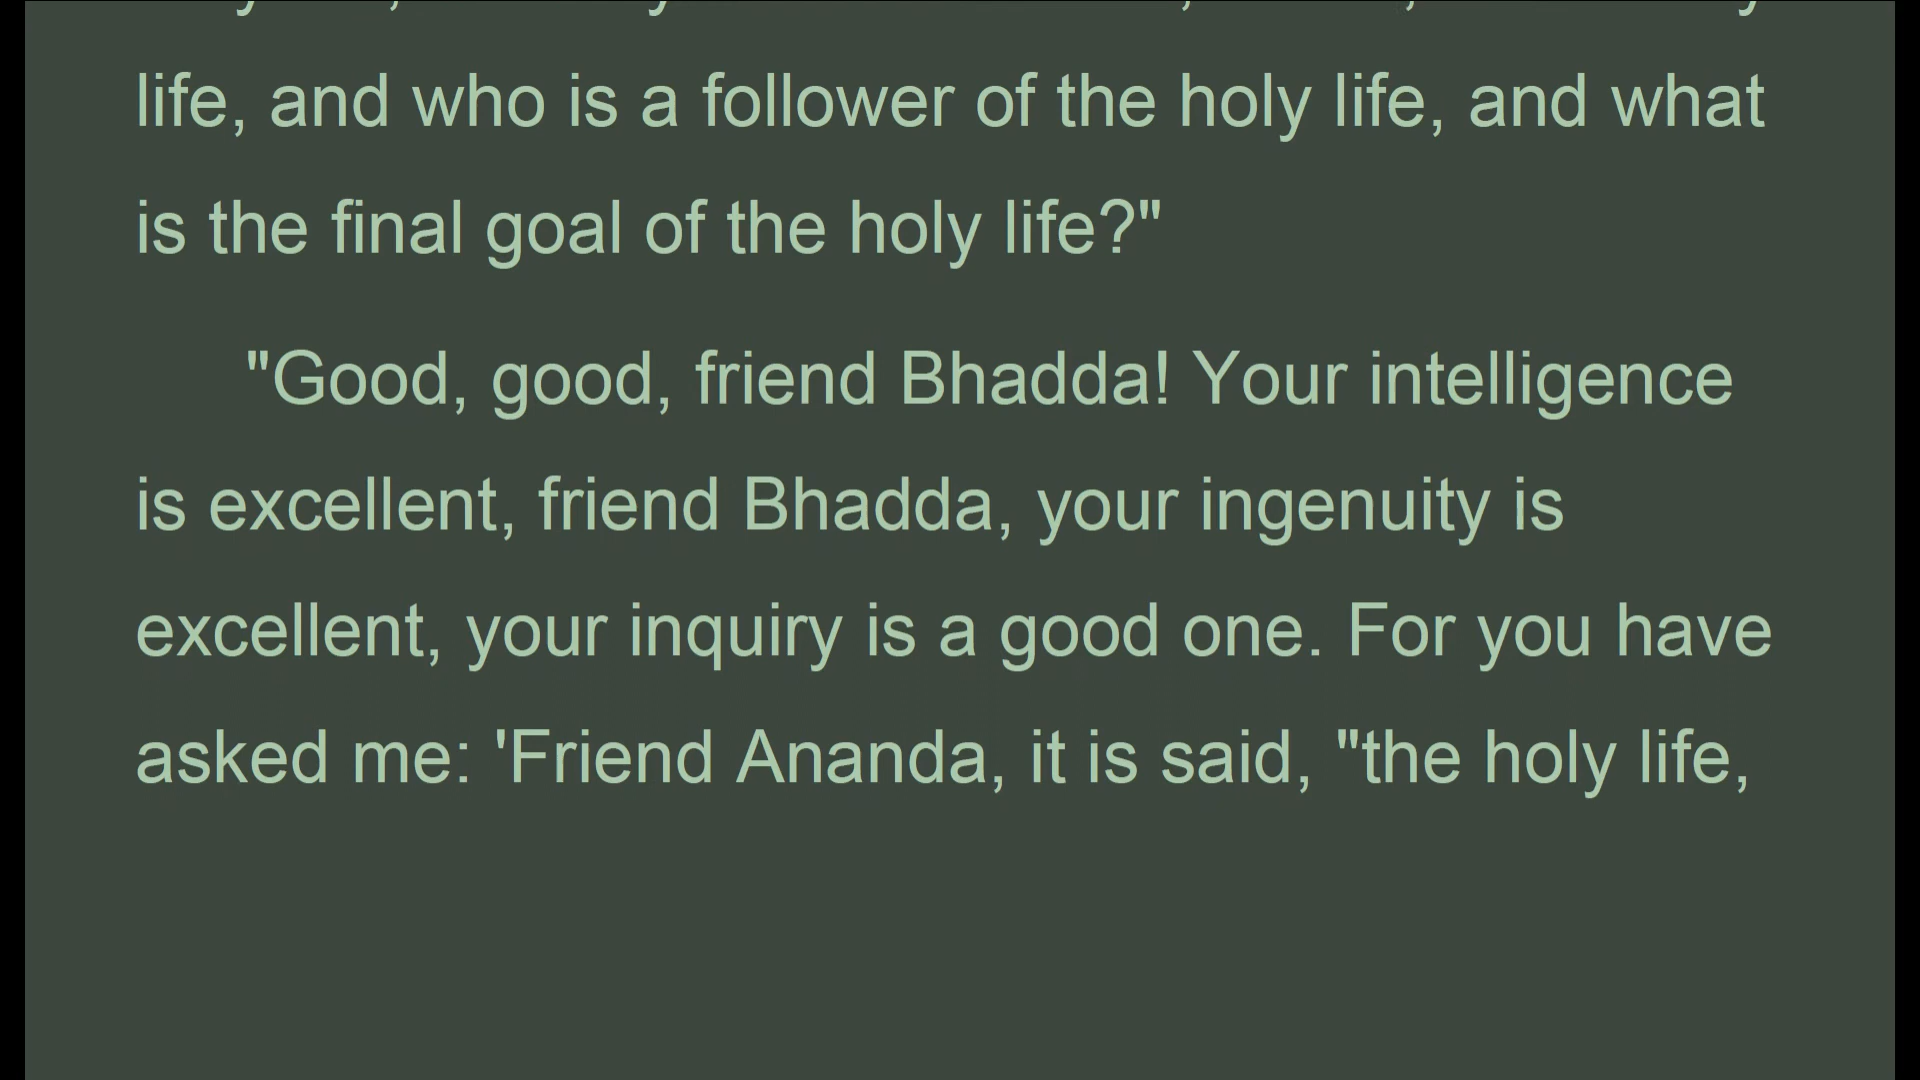 life, and who is a follower of the holy life, and what
is the final goal of the holy life?"
"Good, good, friend Bhadda! Your intelligence
is excellent, friend Bhadda, your ingenuity is
excellent, your inquiry is a good one. For you have
asked me: 'Friend Ananda, it is said, "the holy life,